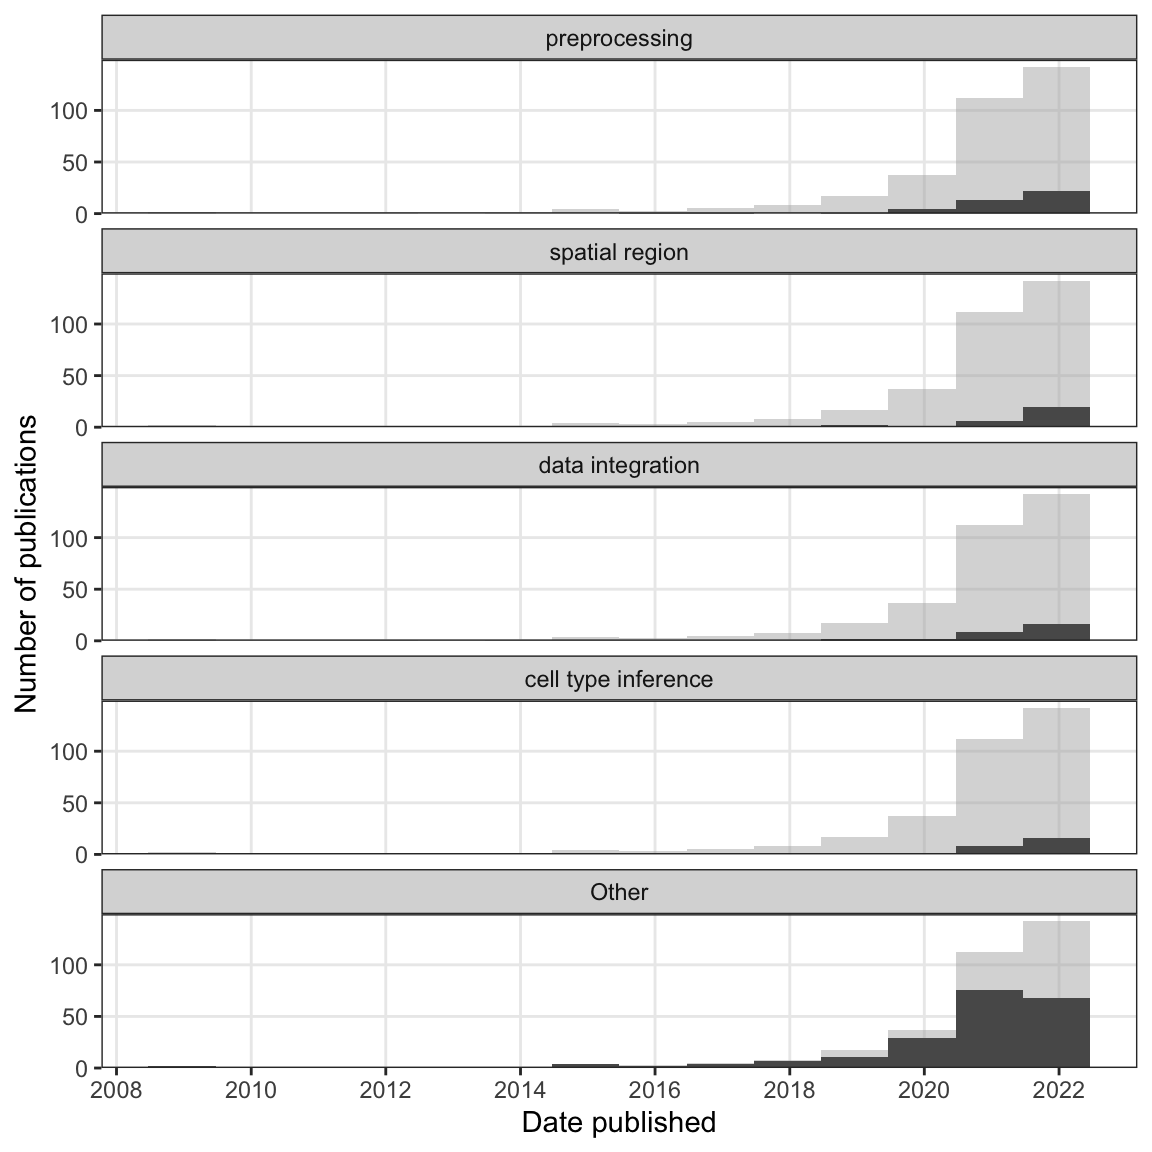 preprocessing
100
50
0
spatial region
100
50
0
data integration
100
50
0
cell type inference
100
50
0
Other
100
50
0
2008 2010 2012 2014 2016 2018 2020 2022
Date published
Number of publications